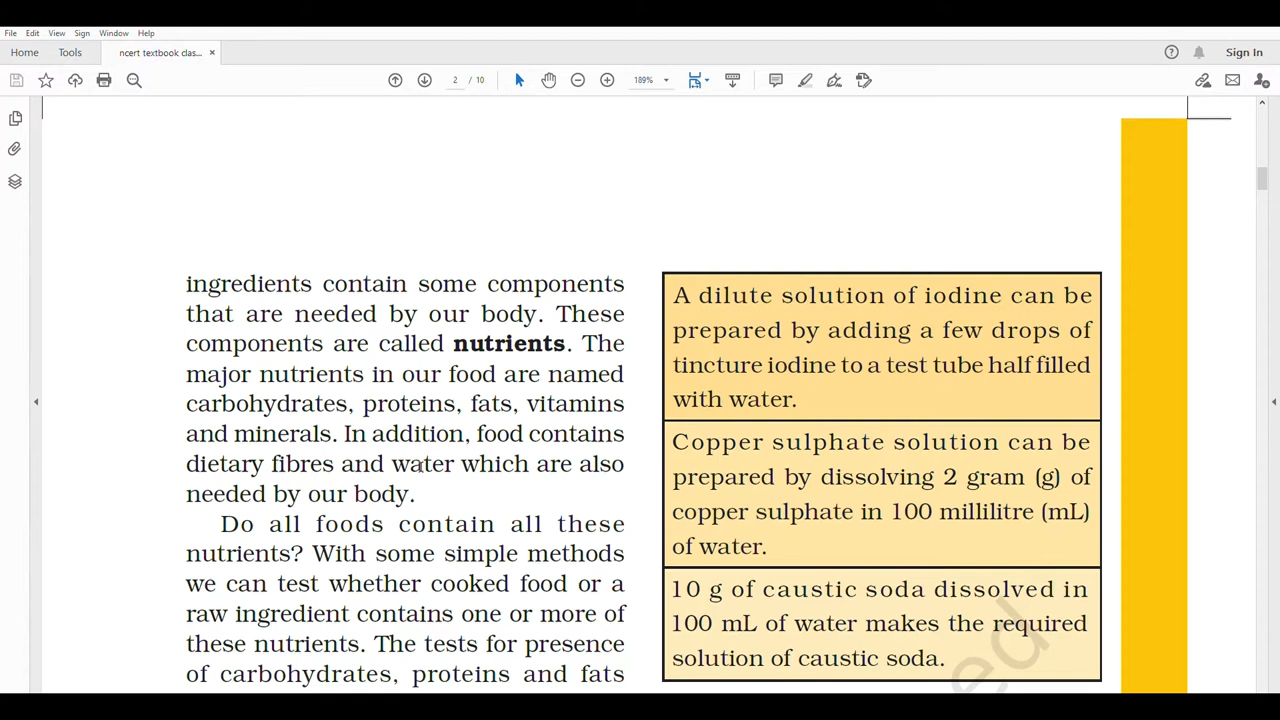 File Edit View Sign Window Help
Home Tools ncert textbook clas... × Sign In
2 / 10 189%
ingredients contain some components
that are needed by our body. These
components are called nutrients. The
major nutrients in our food are named
carbohydrates, proteins, fats, vitamins
and minerals. In addition, food contains
dietary fibres and water which are also
needed by our body.
Do all foods contain all these
nutrients? With some simple methods
we can test whether cooked food or a
raw ingredient contains one or more of
these nutrients. The tests for presence
of carbohydrates, proteins and fats
A dilute solution of iodine can be
prepared by adding a few drops of
tincture iodine to a test tube half filled
with water.
Copper sulphate solution can be
prepared by dissolving 2 gram (g) of
copper sulphate in 100 millilitre (mL)
of water.
10 g of caustic soda dissolved in
100 mL of water makes the required
solution of caustic soda.
ed